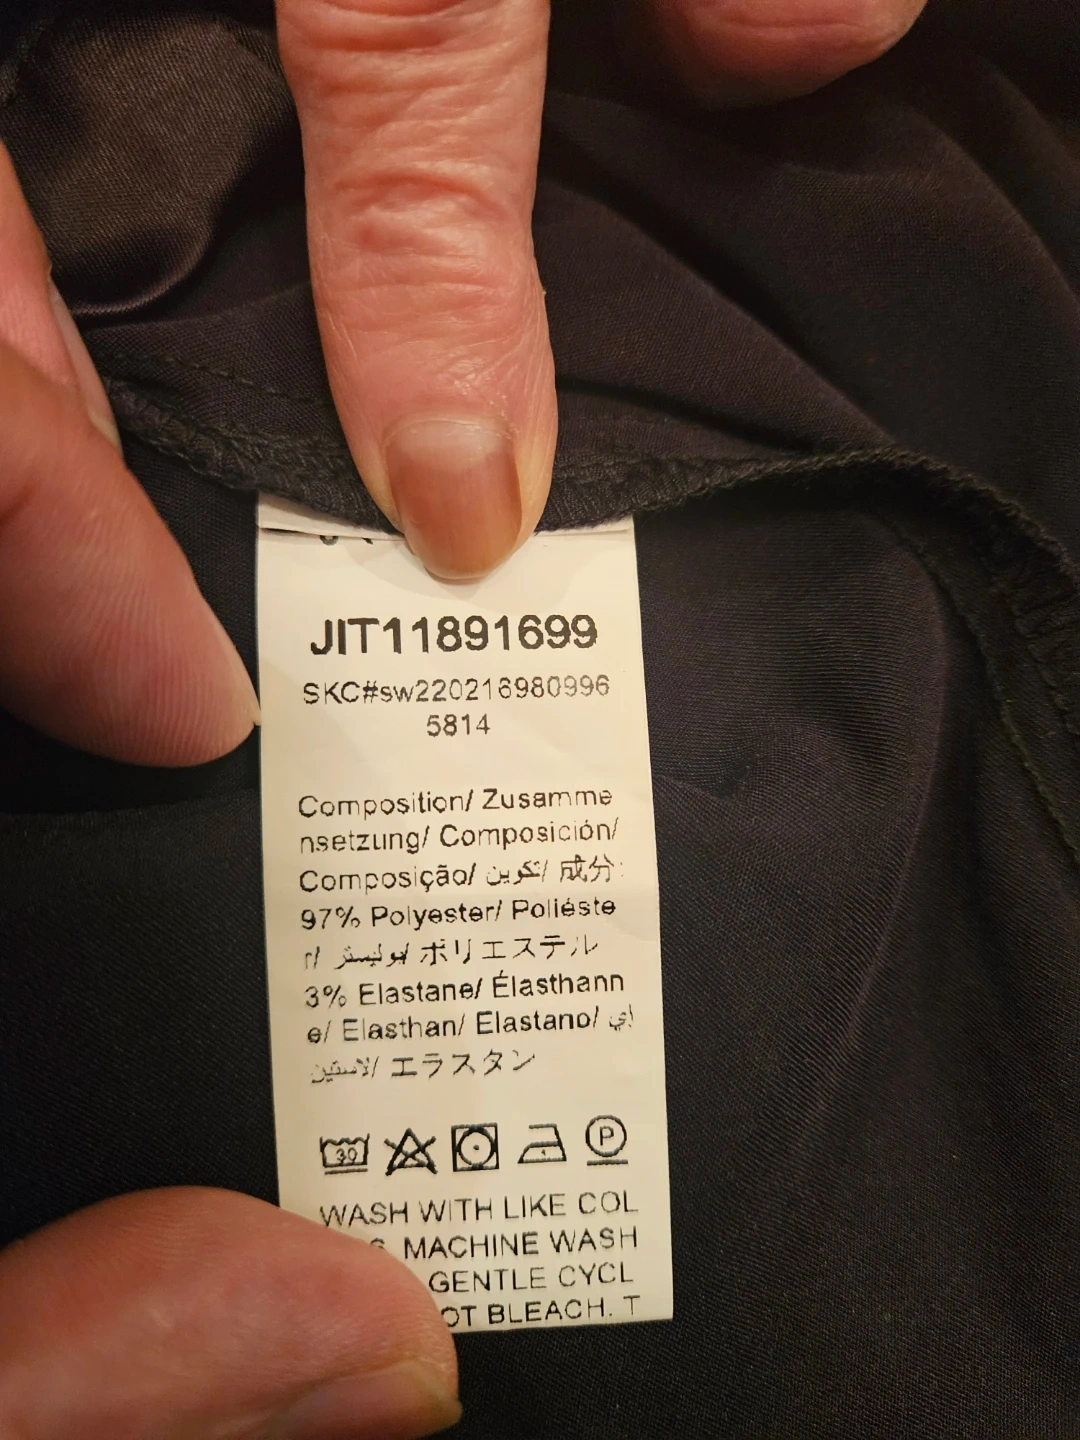 JIT11891699
SKC#sw220216980996
5814
Composition/ Zusamme
nsetzung/ Composición/
Composição/ تكوين/ 成分:
97% Polyester/ Poliéste
r/ بوليستر/ ポリエステル
3% Elastane/ Élasthann
e/ Elasthan/ Elastano/ إي
لاستين/ エラスタン
30
P
WASH WITH LIKE COL
S. MACHINE WASH
GENTLE CYCL
OT BLEACH. T